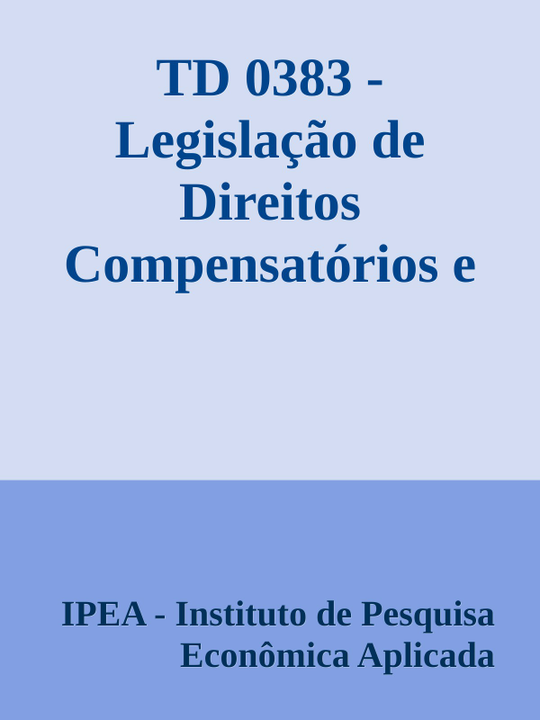 TD 0383 -
Legislação de
Direitos
Compensatórios e
IPEA - Instituto de Pesquisa
Econômica Aplicada